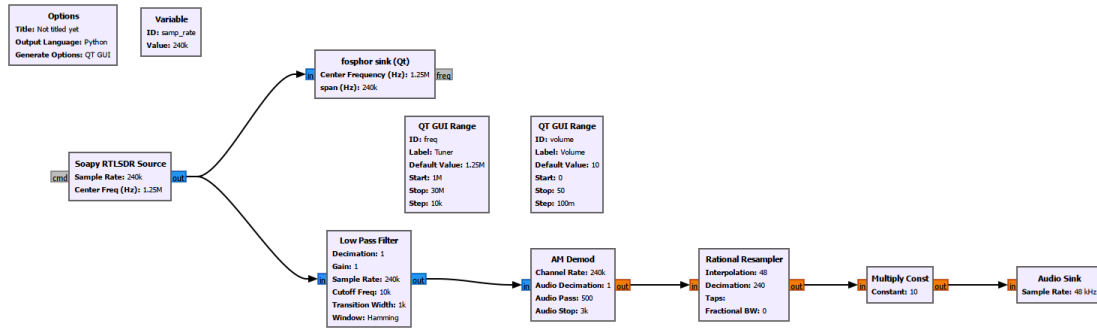 Options
Title: Not titled yet
Output Language: Python
Generate Options: QT GUI
Variable
ID: samp_rate
Value: 240k
fosphor sink (Qt)
in
Center Frequency (Hz): 1.25M
freq
span (Hz): 240k
QT GUI Range
ID: freq
Label: Tuner
Default Value: 1.25M
Start: 1M
Stop: 30M
Step: 10k
QT GUI Range
ID: volume
Label: Volume
Default Value: 10
Start: 0
Stop: 50
Step: 100m
Soapy RTLSDR Source
cmd
Sample Rate: 240k
out
Center Freq (Hz): 1.25M
Low Pass Filter
Decimation: 1
Gain: 1
in
Sample Rate: 240k
out
Cutoff Freq: 10k
Transition Width: 1k
Window: Hamming
AM Demod
Channel Rate: 240k
in
Audio Decimation: 1
out
Audio Pass: 500
Audio Stop: 3k
Rational Resampler
Interpolation: 48
in
Decimation: 240
out
Taps:
Fractional BW: 0
Multiply Const
in
Constant: 10
out
Audio Sink
in
Sample Rate: 48 kHz